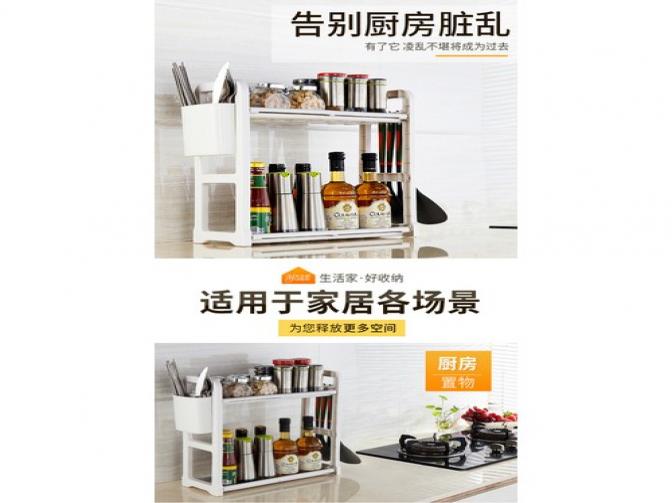 告别厨房脏乱
有了它 凌乱不堪将成为过去
生活家·好收纳
适用于家居各场景
为您释放更多空间
厨房
置物